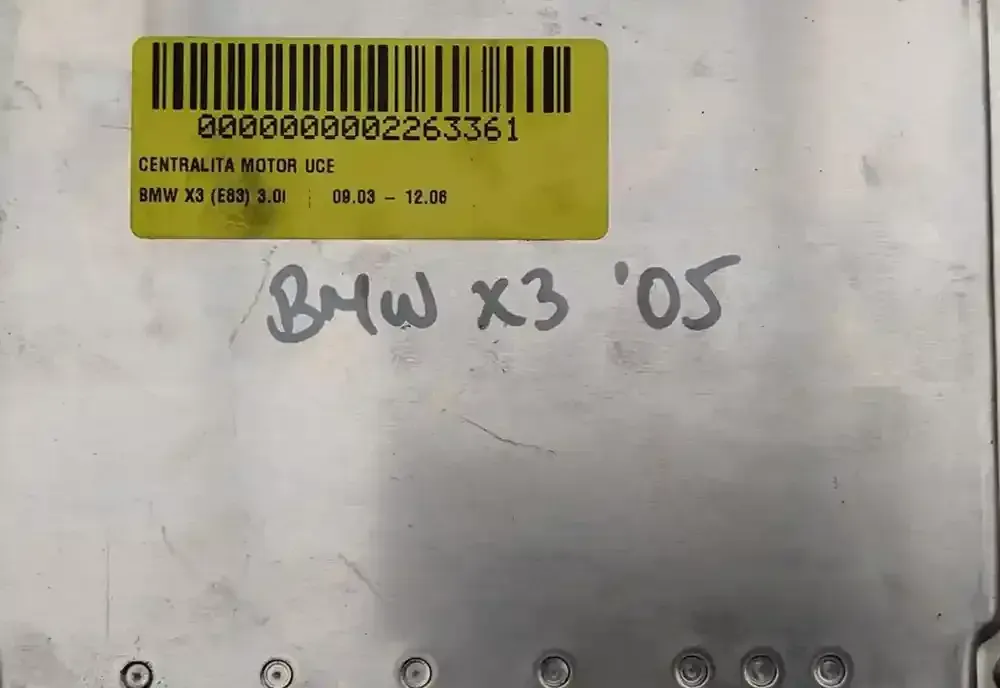 0000000002263361
CENTRALITA MOTOR UCE
BMW X3 (E83) 3.0I 09.03 – 12.06
BMW X3 '05